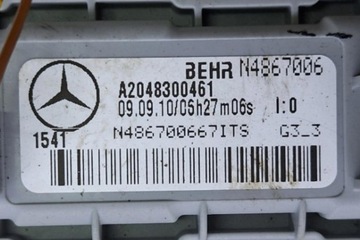 BEHR N4867006
A2048300461
09.09.10/05h27m06s I:0
1541
N486700667ITS G3_3